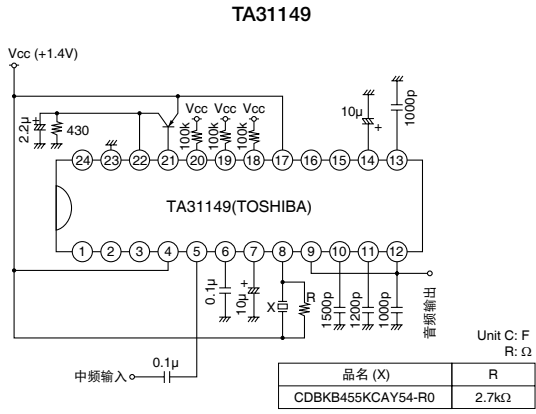 TA31149
Vcc (+1.4V)
2.2μ
+
430
Vcc Vcc Vcc
100k 100k 100k
10μ
+
1000p
24 23 22 21 20 19 18 17 16 15 14 13
TA31149(TOSHIBA)
1 2 3 4 5 6 7 8 9 10 11 12
0.1μ
10μ
+
X
R
1500p
1200p
1000p
音频输出
中频输入
0.1μ
Unit C: F
R: Ω
品名 (X) R
CDBKB455KCAY54-R0 2.7kΩ